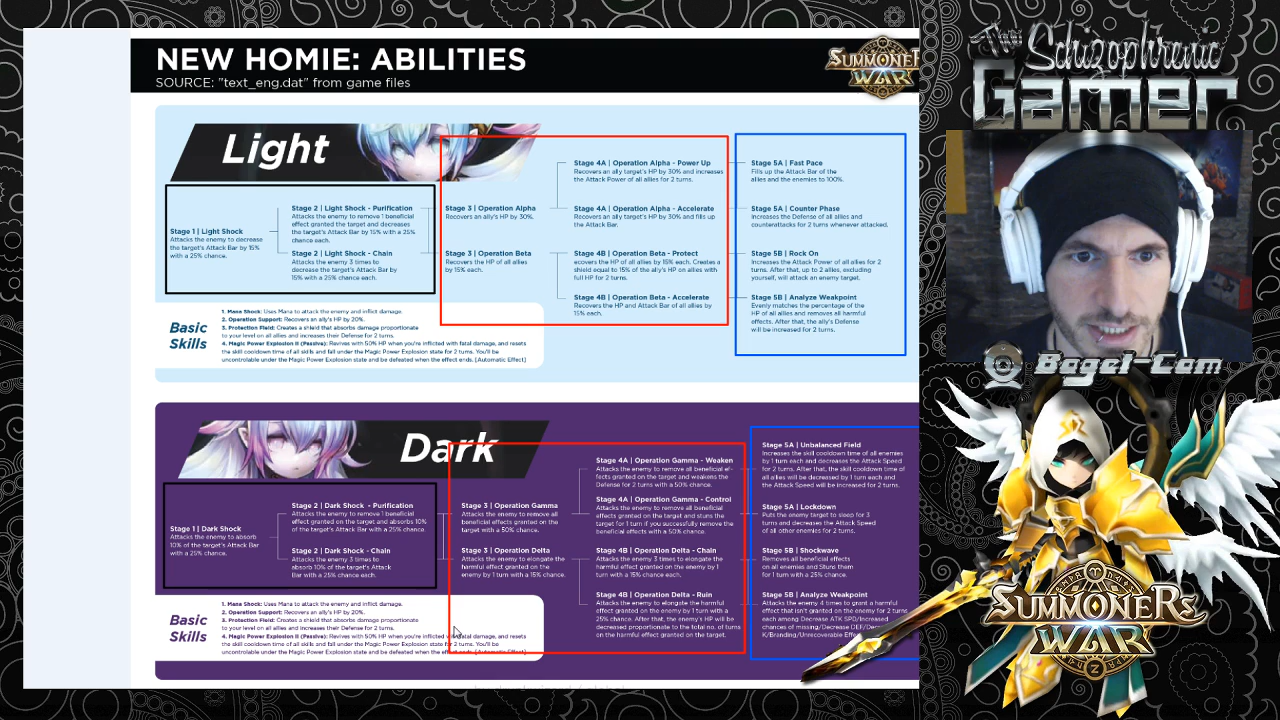 NEW HOMIE: ABILITIES
SOURCE: "text_eng.dat" from game files
SUMMONER
WAR
Schizophrenic
Gamer
Light
Stage 1 | Light Shock
Attacks the enemy to decrease
the target's Attack Bar by 15%
with a 25% chance.
Stage 2 | Light Shock - Purification
Attacks the enemy to remove 1 beneficial
effect granted the target and decreases
the target's Attack Bar by 15% with a 25%
chance each.
Stage 2 | Light Shock - Chain
Attacks the enemy 3 times to
decrease the target's Attack Bar by
15% with a 25% chance each.
Stage 3 | Operation Alpha
Recovers an ally's HP by 30%.
Stage 3 | Operation Beta
Recovers the HP of all allies
by 15% each.
Stage 4A | Operation Alpha - Power Up
Recovers an ally target's HP by 30% and increases
the Attack Power of all allies for 2 turns.
Stage 4A | Operation Alpha - Accelerate
Recovers an ally target's HP by 30% and fills up
the Attack Bar.
Stage 4B | Operation Beta - Protect
ecovers the HP of all allies by 15% each. Creates a
shield equal to 15% of the ally's HP on allies with
full HP for 2 turns.
Stage 4B | Operation Beta - Accelerate
Recovers the HP and Attack Bar of all allies by
15% each.
Stage 5A | Fast Pace
Fills up the Attack Bar of the
allies and the enemies to 100%.
Stage 5A | Counter Phase
Increases the Defense of all allies and
counterattacks for 2 turns whenever attacked.
Stage 5B | Rock On
Increases the Attack Power of all allies for 2
turns. After that, up to 2 allies, excluding
yourself, will attack an enemy target.
Stage 5B | Analyze Weakpoint
Evenly matches the percentage of the
HP of all allies and removes all harmful
effects. After that, the ally's Defense
will be increased for 2 turns.
Basic
Skills
1. Mana Shock: Uses Mana to attack the enemy and inflict damage.
2. Operation Support: Recovers an ally's HP by 20%.
3. Protection Field: Creates a shield that absorbs damage proportionate
to your level on all allies and increases their Defense for 2 turns.
4. Magic Power Explosion II (Passive): Revives with 50% HP when you're inflicted with fatal damage, and resets
the skill cooldown time of all skills and fall under the Magic Power Explosion state for 2 turns. You'll be
uncontrollable under the Magic Power Explosion state and be defeated when the effect ends. [Automatic Effect]
Dark
Stage 1 | Dark Shock
Attacks the enemy to absorb
10% of the target's Attack Bar
with a 25% chance.
Stage 2 | Dark Shock - Purification
Attacks the enemy to remove 1 beneficial
effect granted on the target and absorbs 10%
of the target's Attack Bar with a 25% chance
Stage 2 | Dark Shock - Chain
Attacks the enemy 3 times to
absorb 10% of the target's Attack
Bar with a 25% chance each.
Stage 3 | Operation Gamma
Attacks the enemy to remove all
beneficial effects granted on the
target with a 50% chance.
Stage 3 | Operation Delta
Attacks the enemy to elongate the
harmful effect granted on the
enemy by 1 turn with a 15% chance.
Stage 4A | Operation Gamma - Weaken
Attacks the enemy to remove all beneficial ef-
fects granted on the target and weakens the
Defense for 2 turns with a 50% chance.
Stage 4A | Operation Gamma - Control
Attacks the enemy to remove all beneficial
effects granted on the target and stuns the
target for 1 turn if you successfully remove the
beneficial effects with a 50% chance.
Stage 4B | Operation Delta - Chain
Attacks the enemy 3 times to elongate the
harmful effect granted on the enemy by 1
turn with a 15% chance each.
Stage 4B | Operation Delta - Ruin
Attacks the enemy to elongate the harmful
effect granted on the enemy by 1 turn with a
25% chance. After that, the enemy's HP will be
decreased proportionate to the total no. of turns
on the harmful effect granted on the target.
Stage 5A | Unbalanced Field
Increases the skill cooldown time of all enemies
by 1 turn each and decreases the Attack Speed
for 2 turns. After that, the skill cooldown time of
all allies will be decreased by 1 turn each and
the Attack Speed will be increased for 2 turns.
Stage 5A | Lockdown
Puts the enemy target to sleep for 3
turns and decreases the Attack Speed
of all other enemies for 2 turns.
Stage 5B | Shockwave
Removes all beneficial effects
on all enemies and Stuns them
for 1 turn with a 25% chance.
Stage 5B | Analyze Weakpoint
Attacks the enemy 4 times to grant a harmful
effect that isn't granted on the enemy for 2 turns
each among Decrease ATK SPD/Increased
chances of missing/Decrease DEF/Dec
K/Branding/Unrecoverable Effe
Basic
Skills
1. Mana Shock: Uses Mana to attack the enemy and inflict damage.
2. Operation Support: Recovers an ally's HP by 20%.
3. Protection Field: Creates a shield that absorbs damage proportionate
to your level on all allies and increases their Defense for 2 turns.
4. Magic Power Explosion II (Passive): Revives with 50% HP when you're inflicted with fatal damage, and resets
the skill cooldown time of all skills and fall under the Magic Power Explosion state for 2 turns. You'll be
uncontrollable under the Magic Power Explosion state and be defeated when the effect ends. [Automatic Effect]
Cam
SUMMONERS
WAR